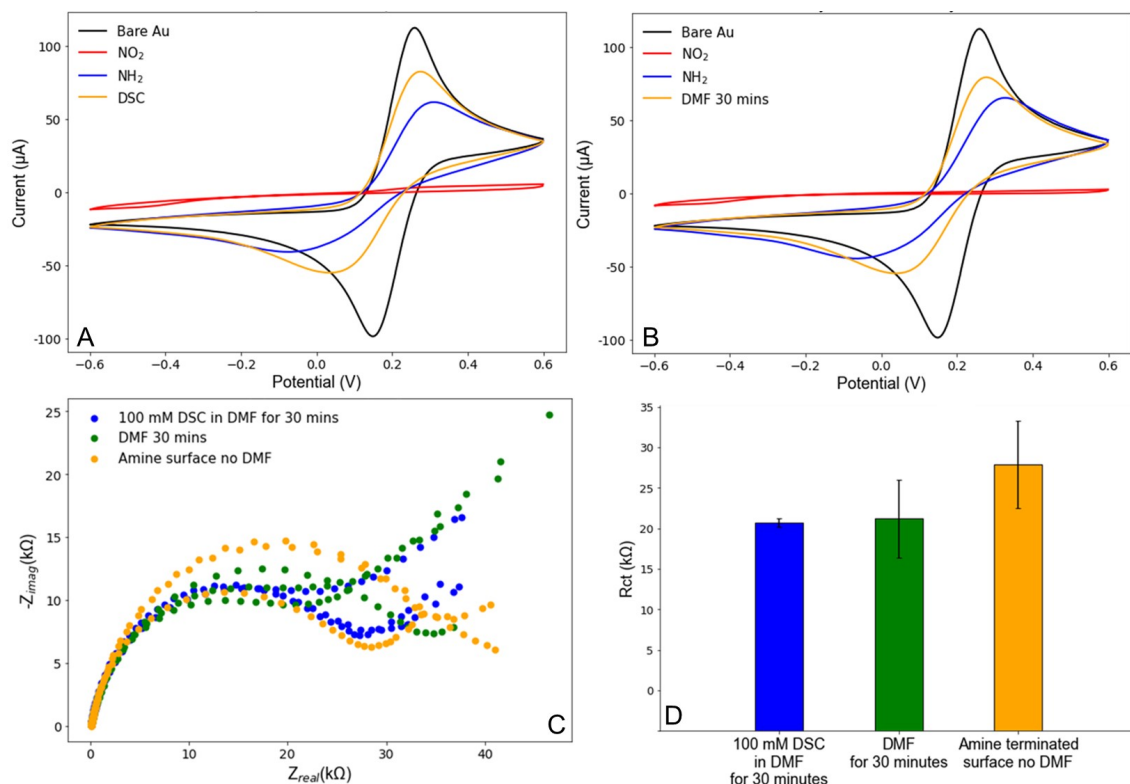 Bare Au
NO₂
NH₂
DSC
100
50
0
-50
-100
Current (μA)
A
−0.6
−0.4
−0.2
0.0
0.2
0.4
0.6
Potential (V)
Bare Au
NO₂
NH₂
DMF 30 mins
100
50
0
-50
-100
Current (μA)
B
−0.6
−0.4
−0.2
0.0
0.2
0.4
0.6
Potential (V)
100 mM DSC in DMF for 30 mins
DMF 30 mins
Amine surface no DMF
25
20
15
10
5
0
-Zimag(kΩ)
C
0
10
20
30
40
Zreal(kΩ)
35
30
25
20
15
10
5
0
Rct (kΩ)
D
100 mM DSC
in DMF
for 30 minutes
DMF
for 30 minutes
Amine terminated
surface no DMF